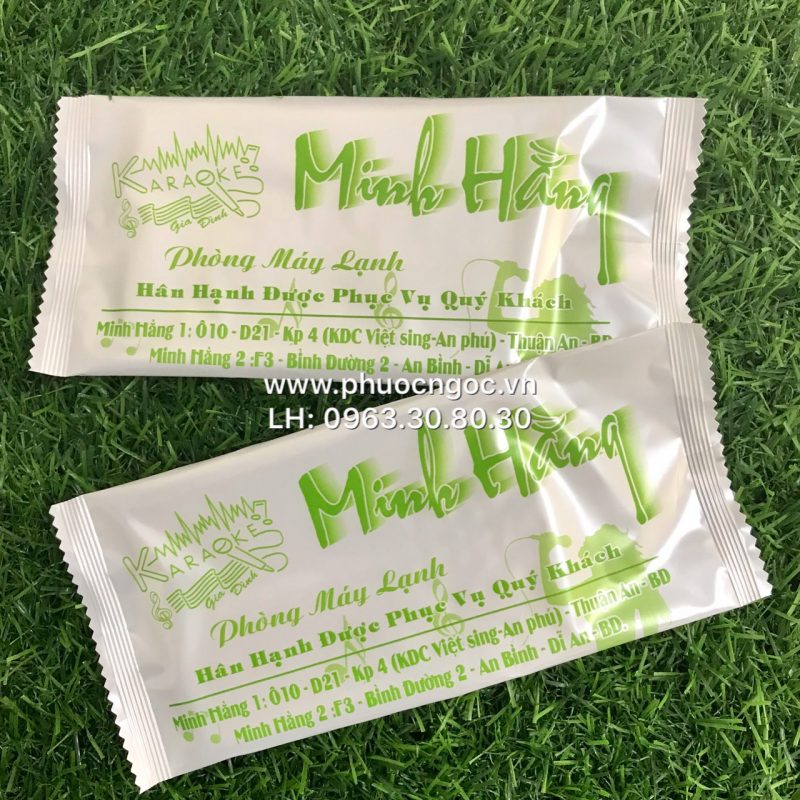 KARAOKE
Gia Đình
Minh Hằng
Phòng Máy Lạnh
Hân Hạnh Được Phục Vụ Quý Khách
Minh Hằng 1: Ô10 - D21 - Kp 4 (KDC Việt sing-An phú) - Thuận An - BD
Minh Hằng 2 :F3 - Bình Đường 2 - An Bình - Dĩ An
www.phuocngoc.vn
LH: 0963.30.80.30
KARAOKE
Gia Đình
Minh Hằng
Phòng Máy Lạnh
Hân Hạnh Được Phục Vụ Quý Khách
Minh Hằng 1: Ô10 - D21 - Kp 4 (KDC Việt sing-An phú) - Thuận An - BD
Minh Hằng 2 :F3 - Bình Đường 2 - An Bình - Dĩ An -BD.